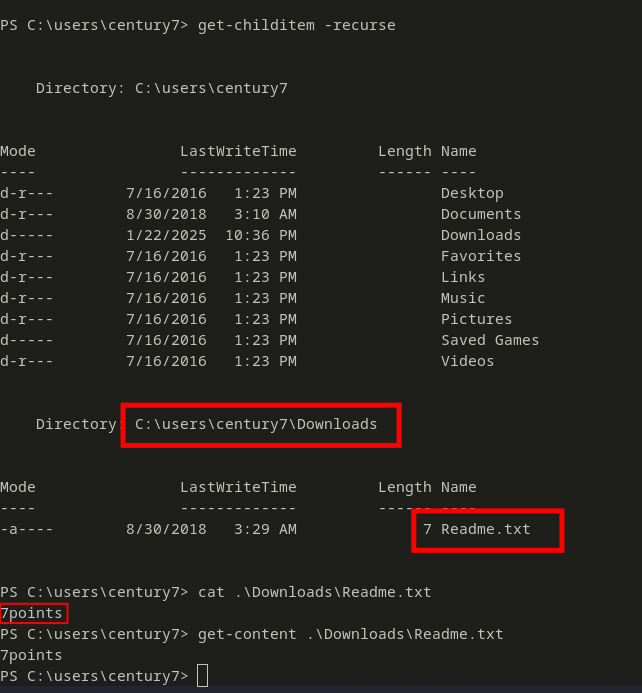 PS C:\users\century7> get-childitem -recurse
    Directory: C:\users\century7
Mode                LastWriteTime         Length Name
----                -------------         ------ ----
d-r---        7/16/2016   1:23 PM                Desktop
d-r---        8/30/2018   3:10 AM                Documents
d-----        1/22/2025  10:36 PM                Downloads
d-r---        7/16/2016   1:23 PM                Favorites
d-r---        7/16/2016   1:23 PM                Links
d-r---        7/16/2016   1:23 PM                Music
d-r---        7/16/2016   1:23 PM                Pictures
d-----        7/16/2016   1:23 PM                Saved Games
d-r---        7/16/2016   1:23 PM                Videos
    Directory: C:\users\century7\Downloads
Mode                LastWriteTime         Length Name
----                -------------         ------ ----
-a----        8/30/2018   3:29 AM              7 Readme.txt
PS C:\users\century7> cat .\Downloads\Readme.txt
7points
PS C:\users\century7> get-content .\Downloads\Readme.txt
7points
PS C:\users\century7>